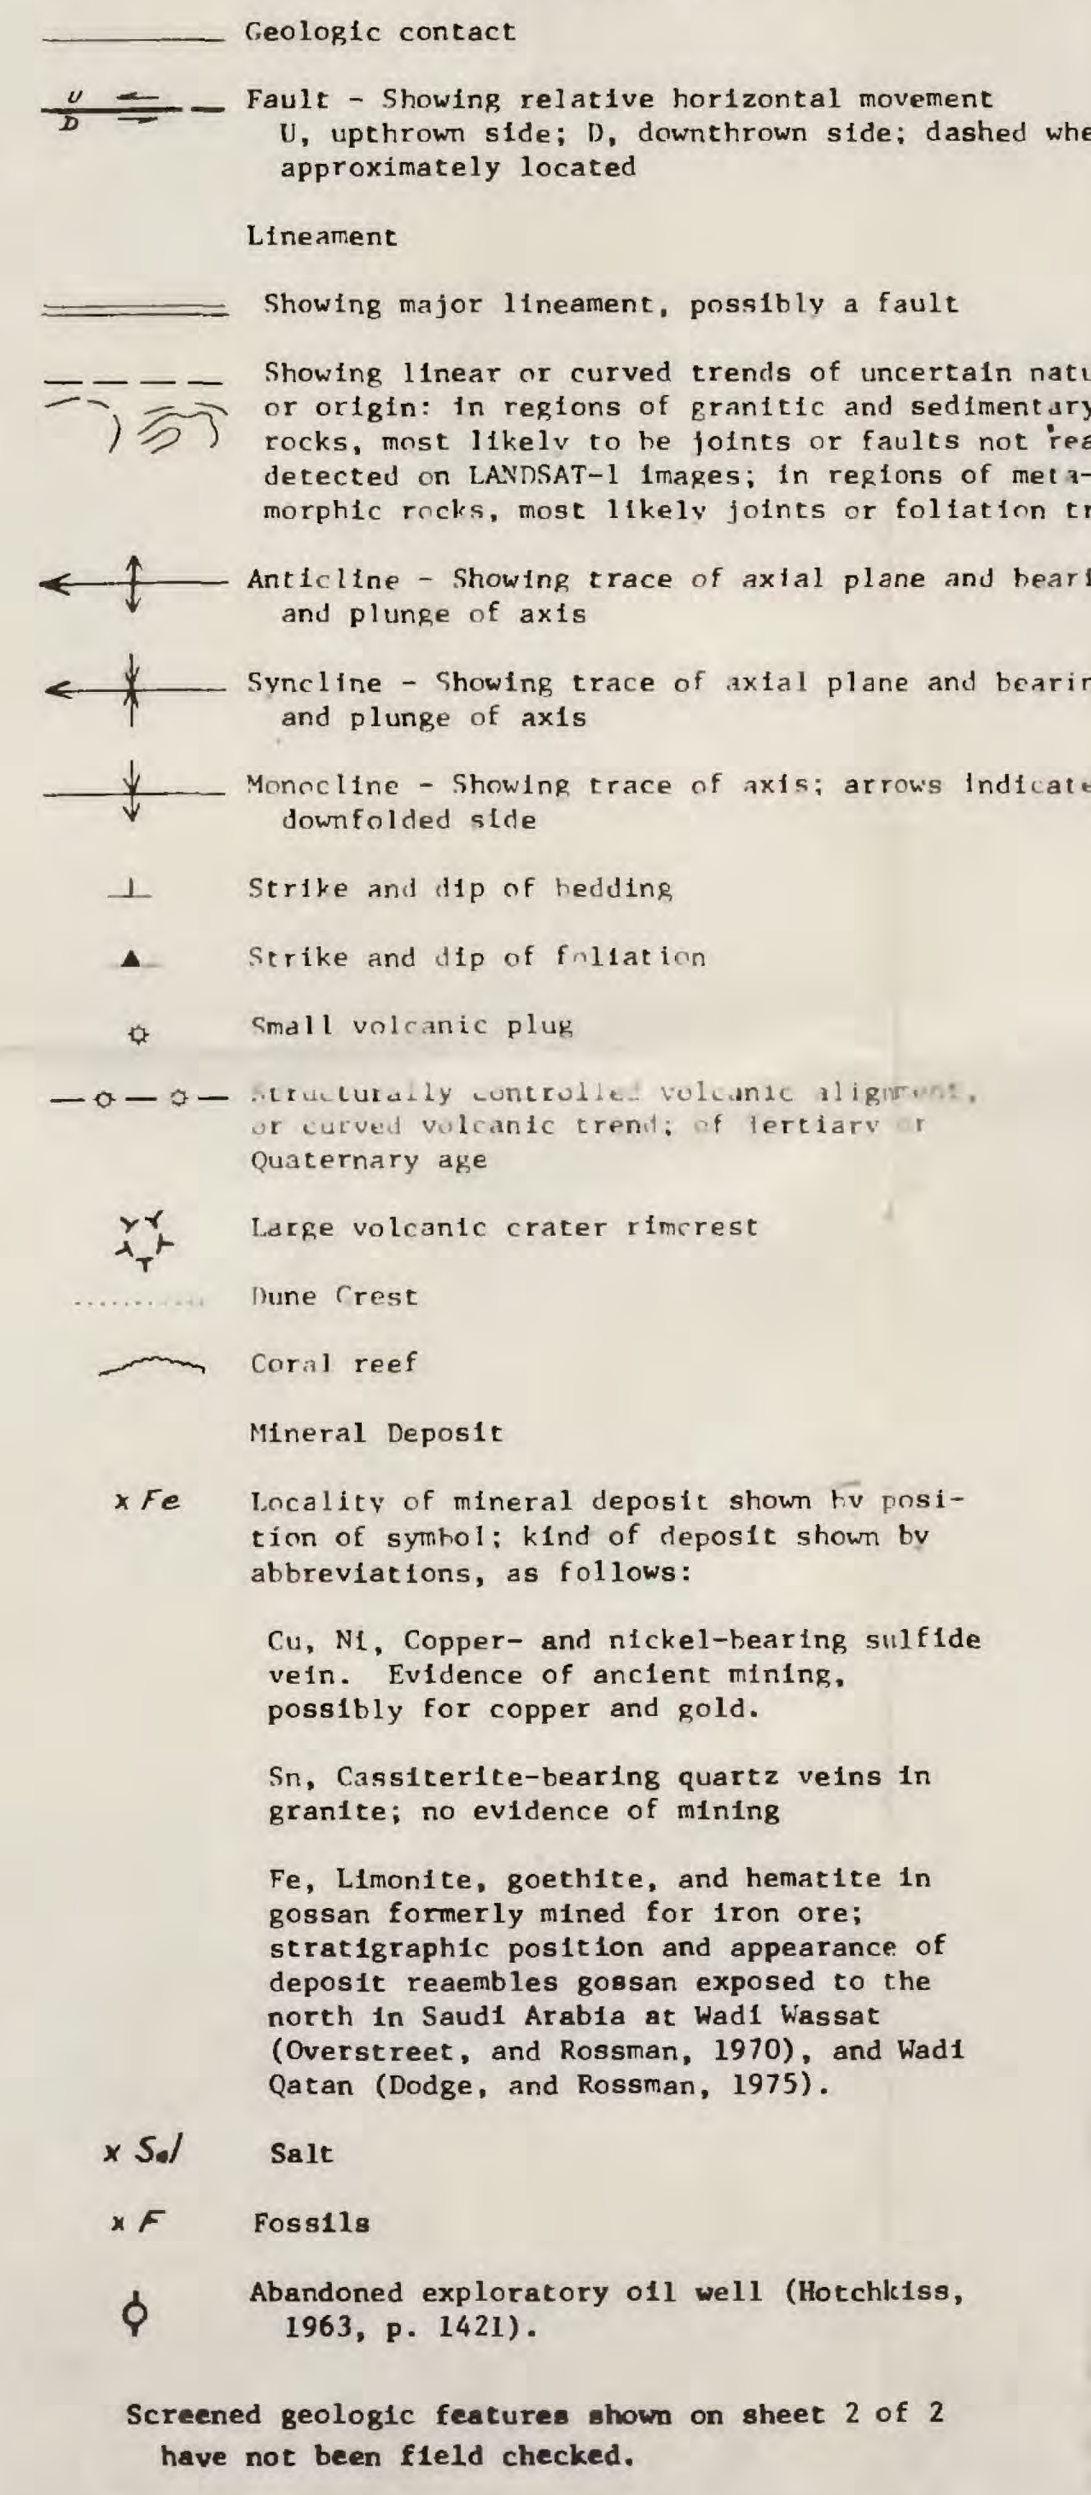 Geologic contact
U
D
Fault - Showing relative horizontal movement
U, upthrown side; D, downthrown side; dashed whe
approximately located
Lineament
Showing major lineament, possibly a fault
Showing linear or curved trends of uncertain natu
or origin: in regions of granitic and sedimentary
rocks, most likely to be joints or faults not rea
detected on LANDSAT-1 images; in regions of meta-
morphic rocks, most likely joints or foliation tr
Anticline - Showing trace of axial plane and beari
and plunge of axis
Syncline - Showing trace of axial plane and bearin
and plunge of axis
Monocline - Showing trace of axis; arrows indicate
downfolded side
Strike and dip of bedding
Strike and dip of foliation
Small volcanic plug
Structurally controlled volcanic alignment,
or curved volcanic trend; of Tertiary or
Quaternary age
Large volcanic crater rimcrest
Dune Crest
Coral reef
Mineral Deposit
x Fe Locality of mineral deposit shown by posi-
tion of symbol; kind of deposit shown by
abbreviations, as follows:
Cu, Ni, Copper- and nickel-bearing sulfide
vein. Evidence of ancient mining,
possibly for copper and gold.
Sn, Cassiterite-bearing quartz veins in
granite; no evidence of mining
Fe, Limonite, goethite, and hematite in
gossan formerly mined for iron ore;
stratigraphic position and appearance of
deposit reaembles gossan exposed to the
north in Saudi Arabia at Wadi Wassat
(Overstreet, and Rossman, 1970), and Wadi
Qatan (Dodge, and Rossman, 1975).
x Sal Salt
x F Fossils
Abandoned exploratory oil well (Hotchkiss,
1963, p. 1421).
Screened geologic features shown on sheet 2 of 2
have not been field checked.